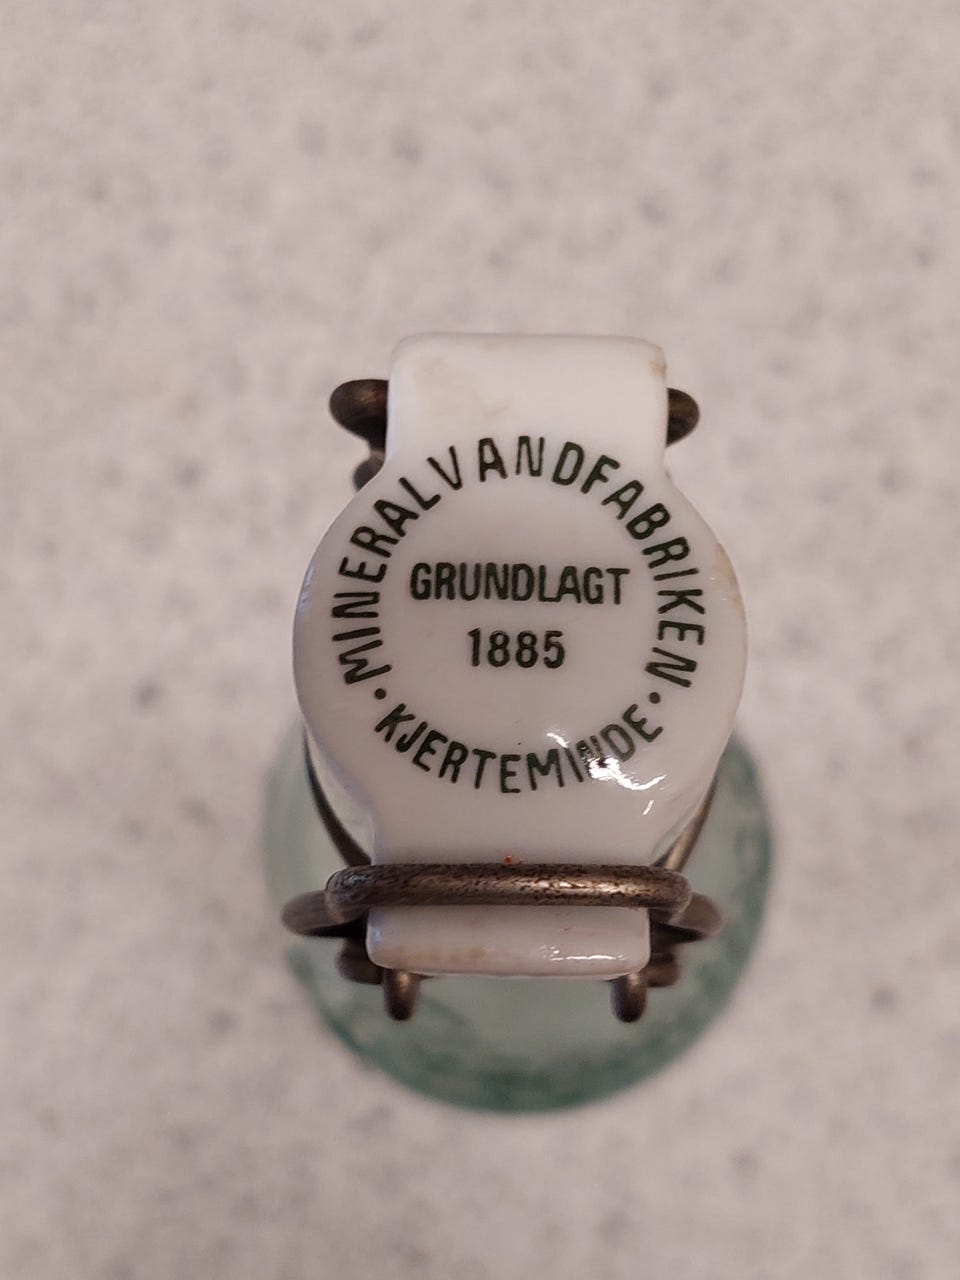 MINERALVANDFABRIKEN
GRUNDLAGT
1885
· KJERTEMINDE ·